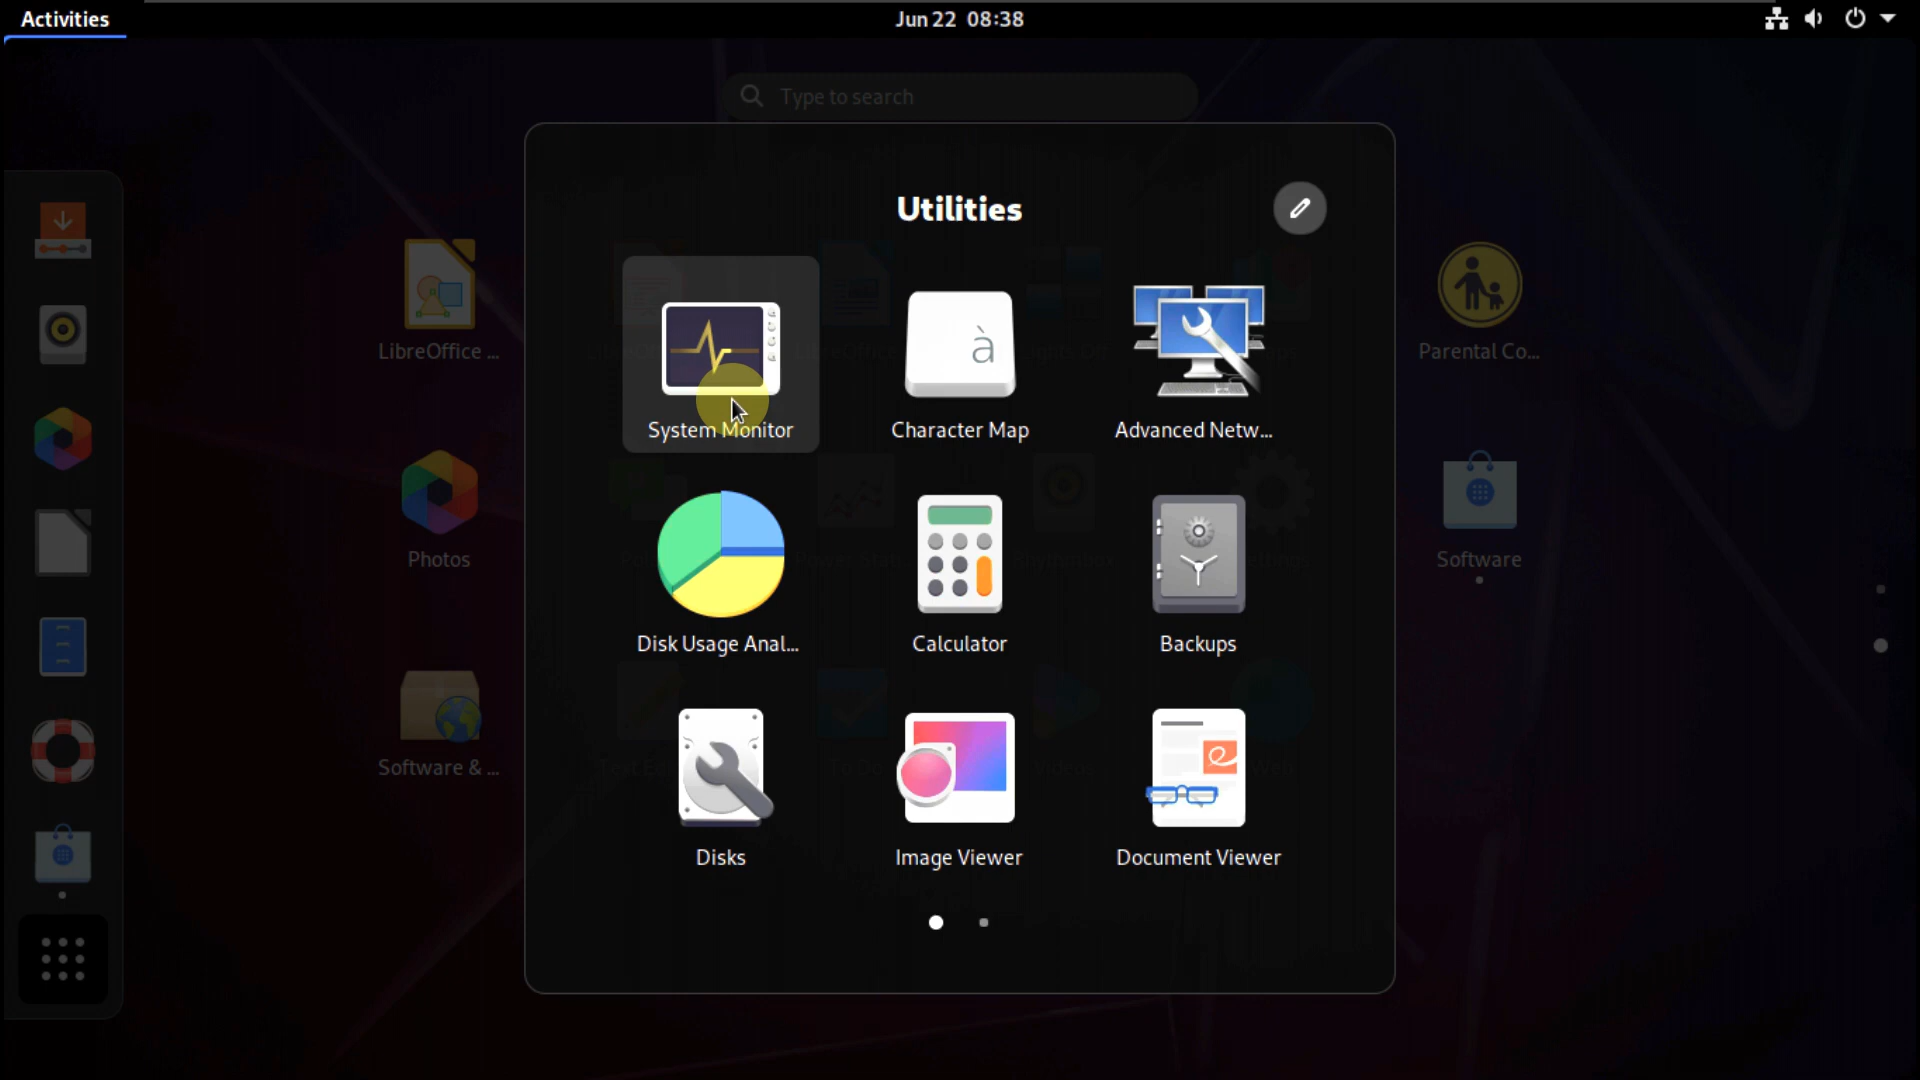 Activities
Jun 22 08:38
Type to search
Utilities
System Monitor
à
Character Map
Advanced Netw...
LibreOffice ...
Parental Co...
Disk Usage Anal...
Calculator
Backups
Photos
Software
Disks
Image Viewer
Document Viewer
Software & ...